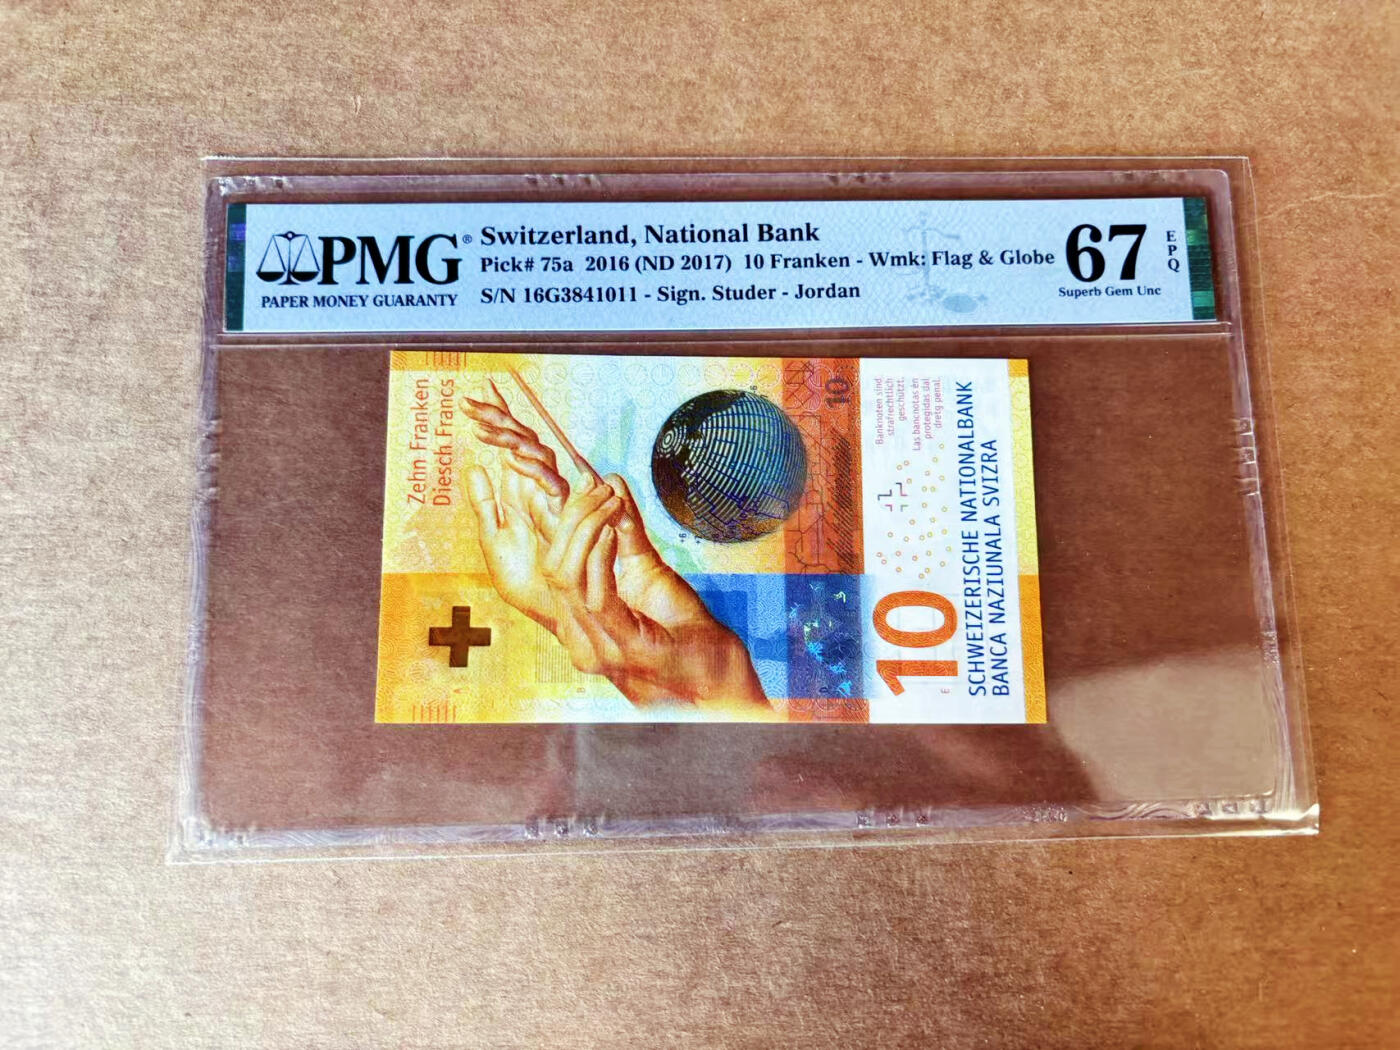 PMG®
PAPER MONEY GUARANTY
Switzerland, National Bank
Pick# 75a 2016 (ND 2017) 10 Franken - Wmk: Flag & Globe
S/N 16G3841011 - Sign. Studer - Jordan
67
EPQ
Superb Gem Unc
Zehn Franken
Diesch Francs
10
Banknoten sind
strafrechtlich
geschützt.
Las bancnotas èn
protegidas dal
dretg penal.
10
SCHWEIZERISCHE NATIONALBANK
BANCA NAZIUNALA SVIZRA
A
B
D
E